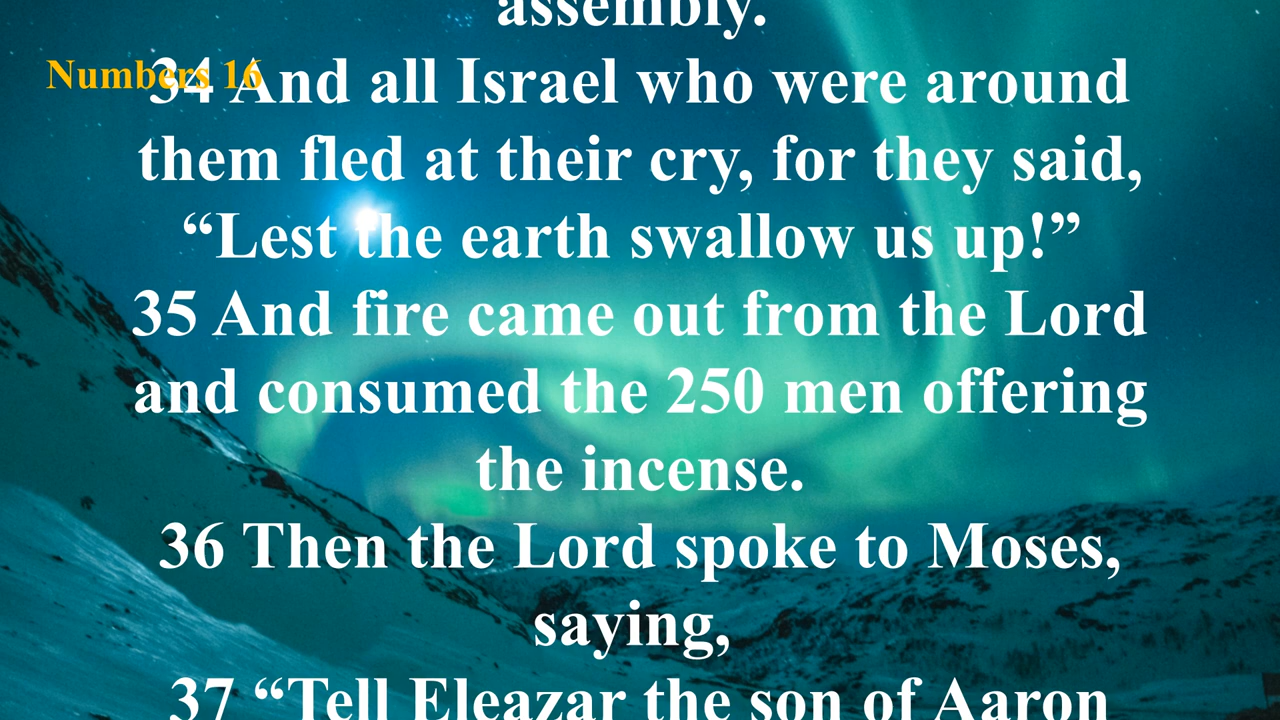 assembly.
Numbers 16
34 And all Israel who were around
them fled at their cry, for they said,
“Lest the earth swallow us up!”
35 And fire came out from the Lord
and consumed the 250 men offering
the incense.
36 Then the Lord spoke to Moses,
saying,
37 “Tell Eleazar the son of Aaron